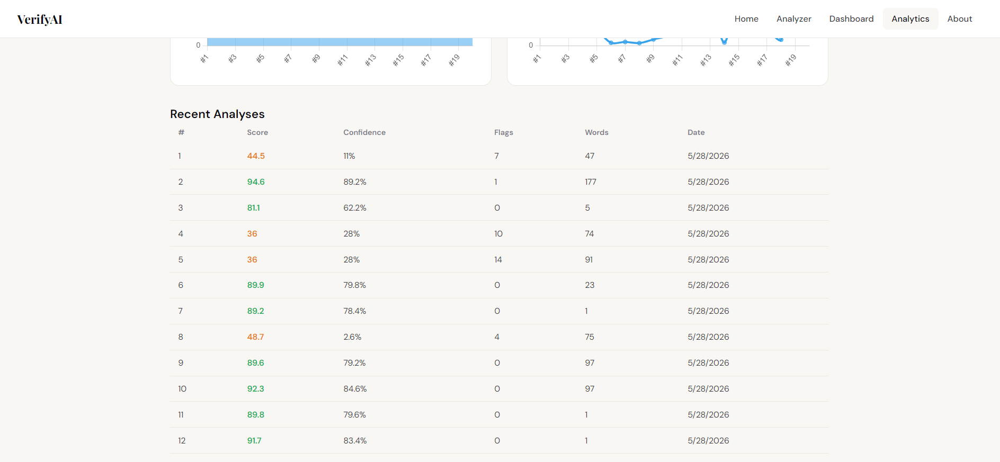 VerifyAI Home Analyzer Dashboard Analytics About
0 0
#1 #3 #5 #7 #9 #11 #13 #15 #17 #19 #1 #3 #5 #7 #9 #11 #13 #15 #17 #19
Recent Analyses
# Score Confidence Flags Words Date
1 44.5 11% 7 47 5/28/2026
2 94.6 89.2% 1 177 5/28/2026
3 81.1 62.2% 0 5 5/28/2026
4 36 28% 10 74 5/28/2026
5 36 28% 14 91 5/28/2026
6 89.9 79.8% 0 23 5/28/2026
7 89.2 78.4% 0 1 5/28/2026
8 48.7 2.6% 4 75 5/28/2026
9 89.6 79.2% 0 97 5/28/2026
10 92.3 84.6% 0 97 5/28/2026
11 89.8 79.6% 0 1 5/28/2026
12 91.7 83.4% 0 1 5/28/2026